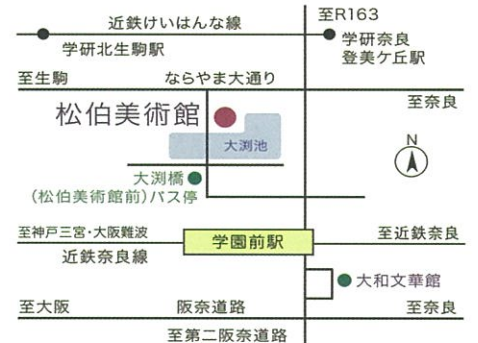 至R163
近鉄けいはんな線
学研北生駒駅
学研奈良
登美ケ丘駅
至生駒
ならやま大通り
至奈良
松伯美術館
大渕池
N
大渕橋
(松伯美術館前)バス停
至神戸三宮・大阪難波
学園前駅
至近鉄奈良
近鉄奈良線
大和文華館
至大阪
阪奈道路
至奈良
至第二阪奈道路